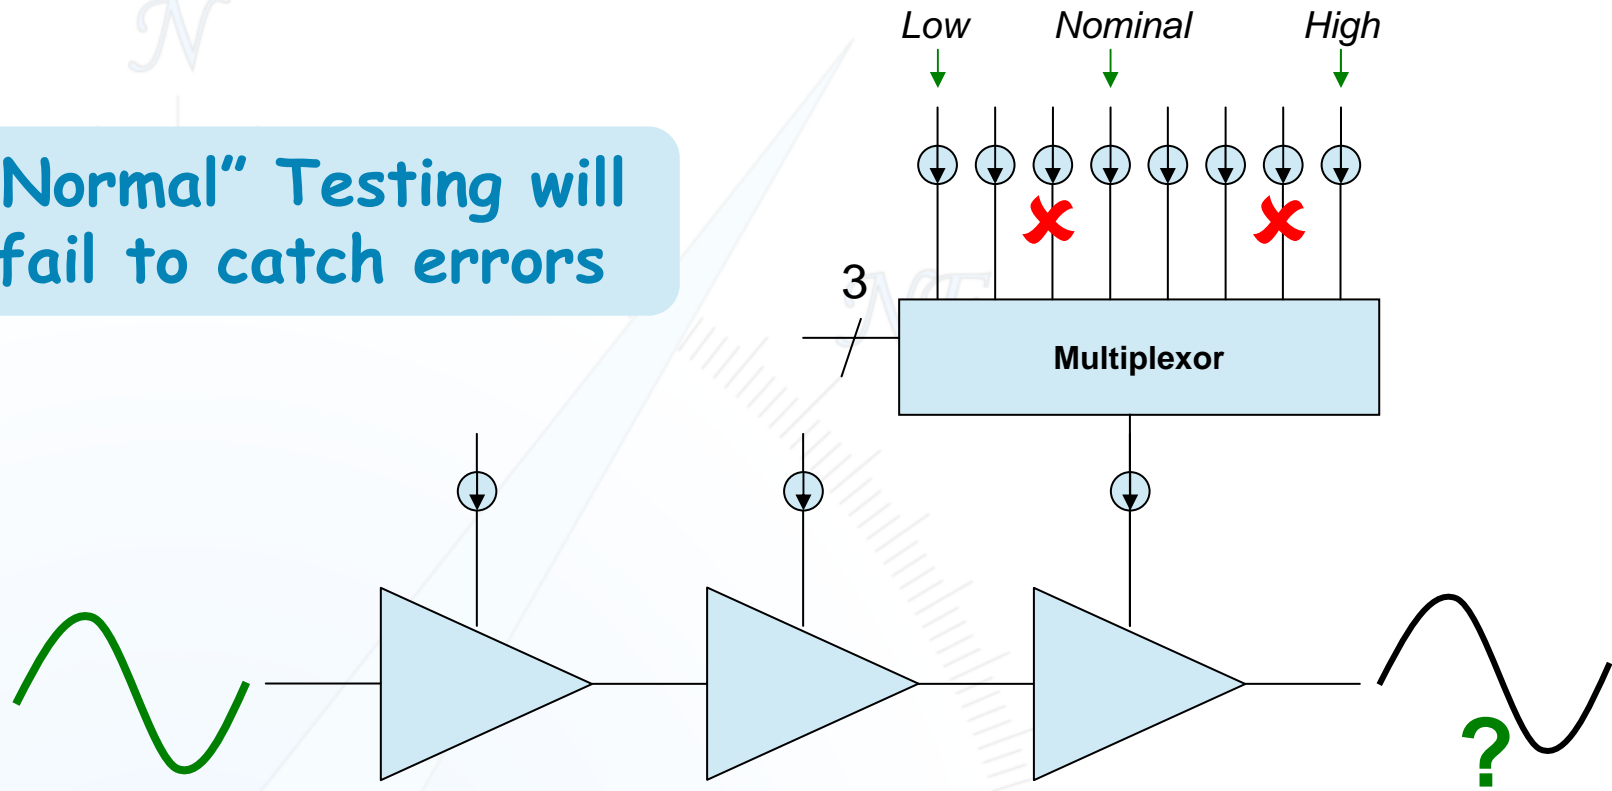 Low Nominal High
Normal” Testing will
fail to catch errors
3
Multiplexor
?